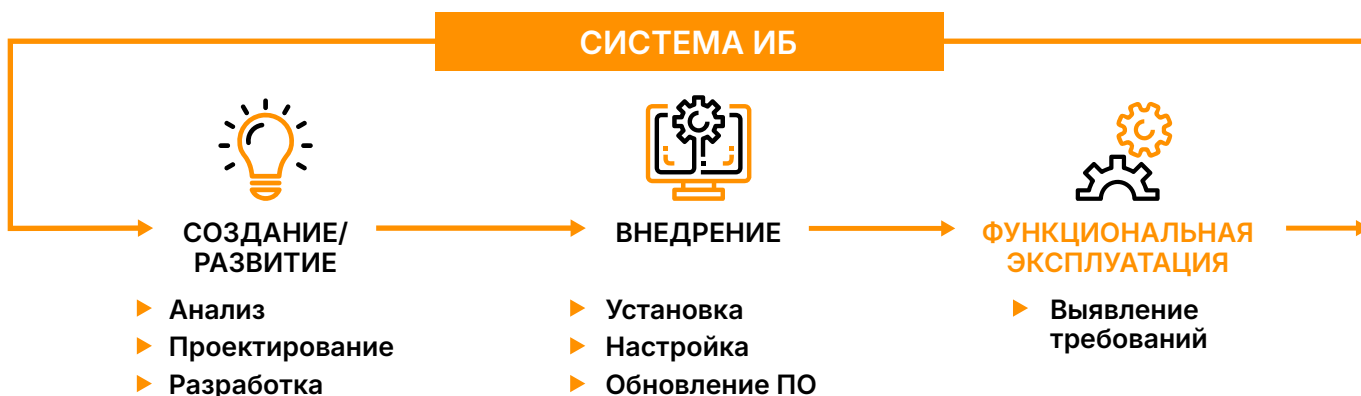 СИСТЕМА ИБ
СОЗДАНИЕ/
РАЗВИТИЕ
Анализ
Проектирование
Разработка
ВНЕДРЕНИЕ
Установка
Настройка
Обновление ПО
ФУНКЦИОНАЛЬНАЯ
ЭКСПЛУАТАЦИЯ
Выявление
требований